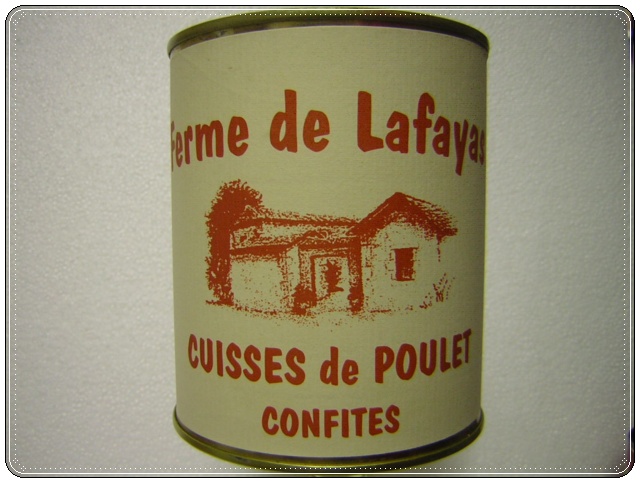 Ferme de Lafayas
CUISSES de POULET
CONFITES